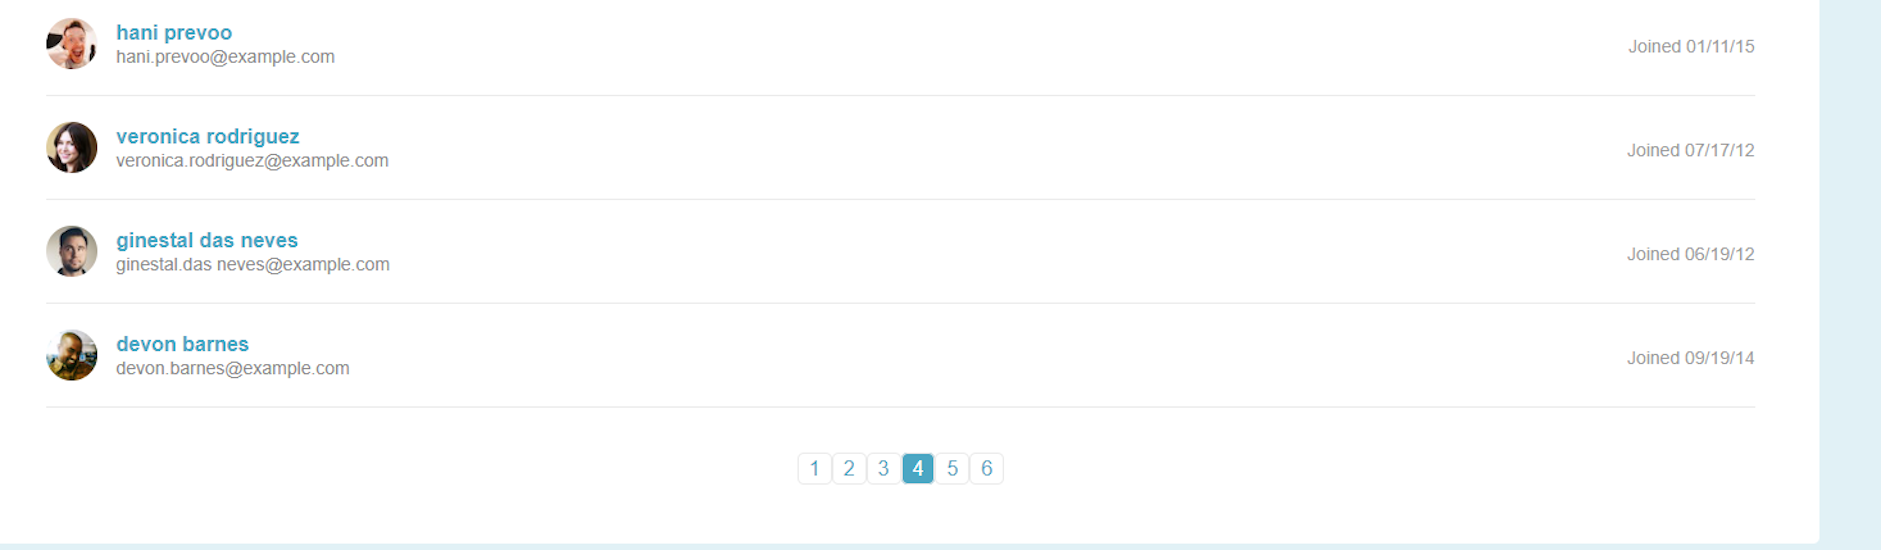 hani prevoo
hani.prevoo@example.com
Joined 01/11/15
veronica rodriguez
veronica.rodriguez@example.com
Joined 07/17/12
ginestal das neves
ginestal.das neves@example.com
Joined 06/19/12
devon barnes
devon.barnes@example.com
Joined 09/19/14
1 2 3 4 5 6